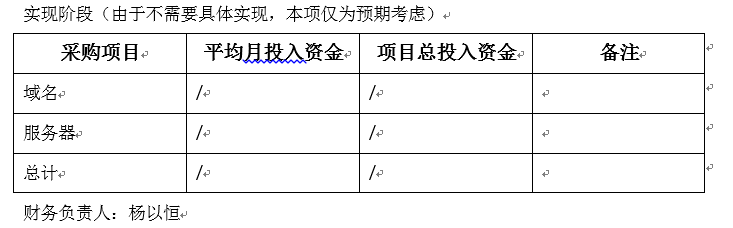 实现阶段（由于不需要具体实现，本项仅为预期考虑）
采购项目 平均月投入资金 项目总投入资金 备注
域名 / /
服务器 / /
总计 / /
财务负责人：杨以恒